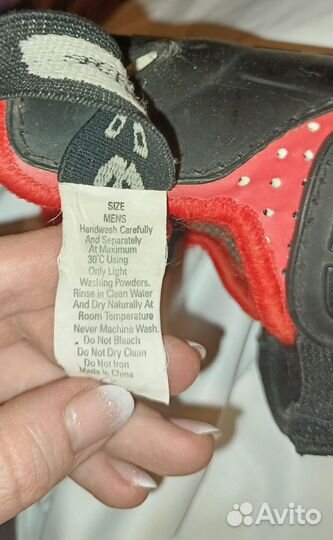 SIZE
MENS
Handwash Carefully
And Separately
At Maximum
30°C Using
Only Light
Washing Powders.
Rinse in Clean Water
And Dry Naturally At
Room Temperature
Never Machine Wash.
Do Not Bleach
Do Not Dry Clean
Do Not Iron
Made in China
Avito